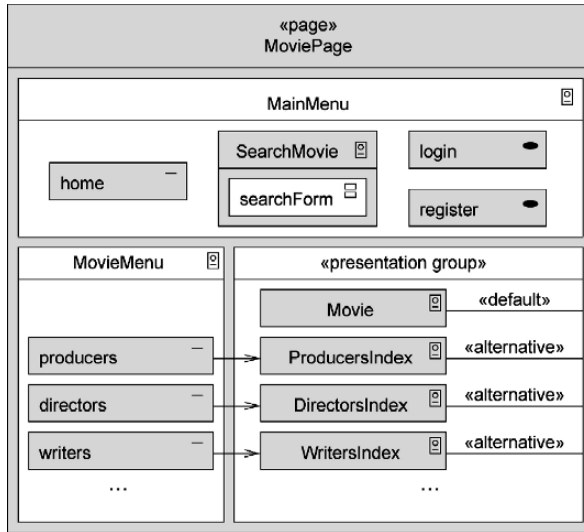 «page»
MoviePage
MainMenu
home
SearchMovie
searchForm
login
register
MovieMenu
producers
directors
writers
...
«presentation group»
Movie
«default»
ProducersIndex
«alternative»
DirectorsIndex
«alternative»
WritersIndex
«alternative»
...